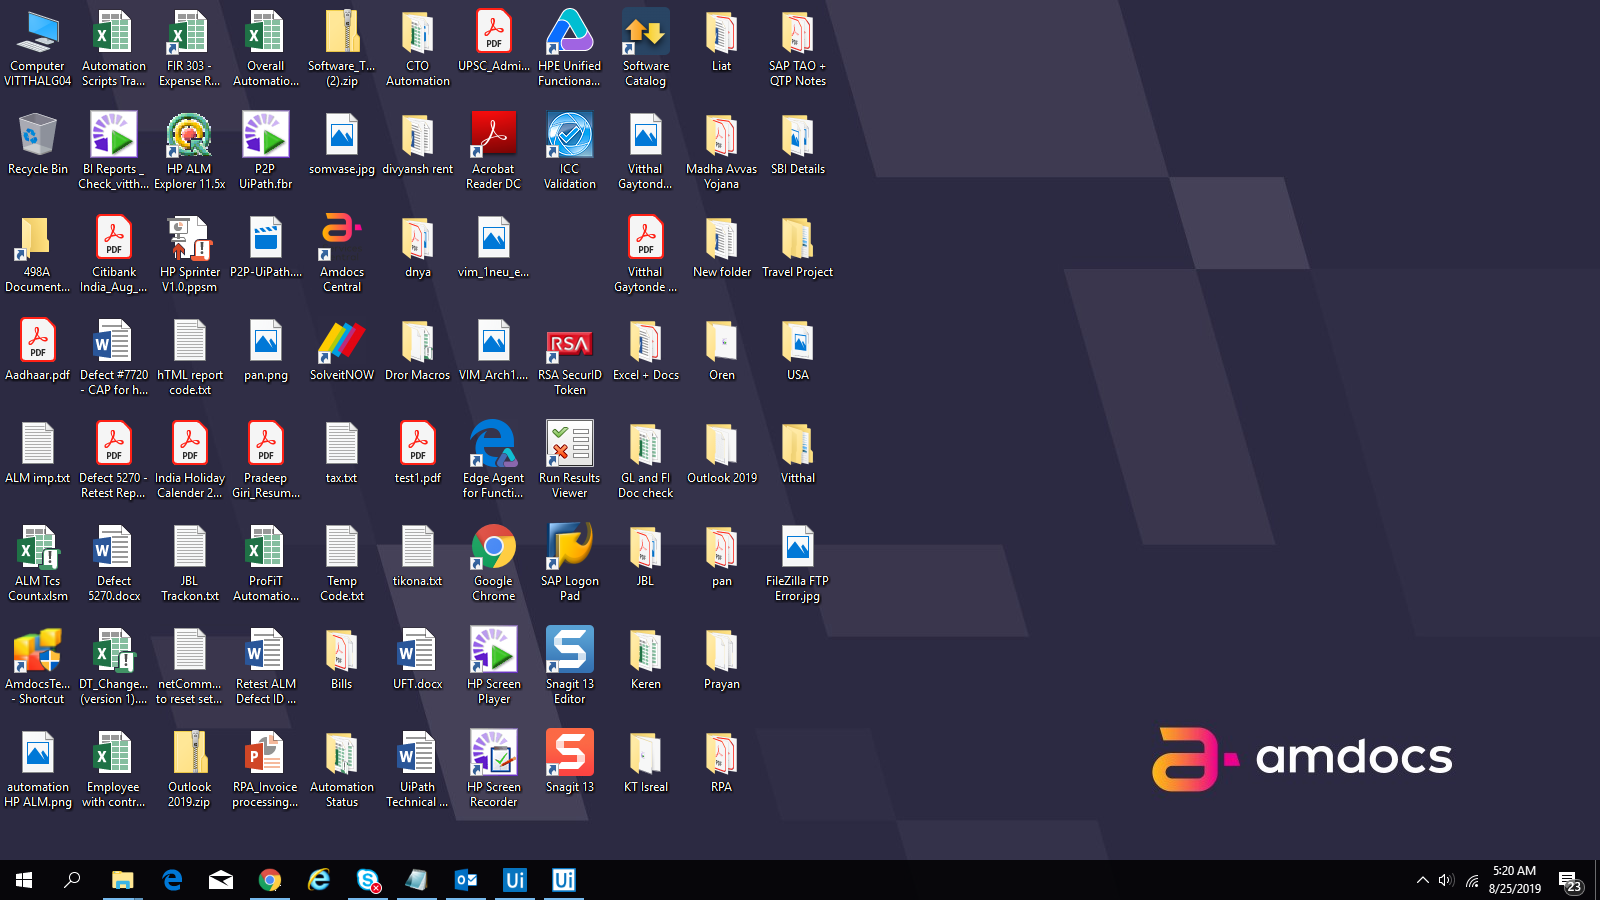 Computer
VITTHALG04
Automation
Scripts Tra...
FIR 303 -
Expense R...
Overall
Automatio...
Software_T...
(2).zip
CTO
Automation
UPSC_Admi...
HPE Unified
Functiona...
Software
Catalog
Liat
SAP TAO +
QTP Notes
Recycle Bin
BI Reports _
Check_vitth...
HP ALM
Explorer 11.5x
P2P
UiPath.fbr
somvase.jpg
divyansh rent
Acrobat
Reader DC
ICC
Validation
Vitthal
Gaytond...
Madha Avvas
Yojana
SBI Details
498A
Document...
PDF
Citibank
India_Aug_...
HP Sprinter
V1.0.ppsm
P2P-UiPath....
Amdocs
Central
dnya
vim_1neu_e...
PDF
Vitthal
Gaytonde ...
New folder
Travel Project
PDF
Aadhaar.pdf
Defect #7720
- CAP for h...
hTML report
code.txt
pan.png
SolveitNOW
Dror Macros
VIM_Arch1....
RSA
RSA SecurID
Token
Excel + Docs
Oren
USA
ALM imp.txt
PDF
Defect 5270 -
Retest Rep...
PDF
India Holiday
Calender 2...
PDF
Pradeep
Giri_Resum...
tax.txt
PDF
test1.pdf
Edge Agent
for Functi...
Run Results
Viewer
GL and FI
Doc check
Outlook 2019
Vitthal
ALM Tcs
Count.xlsm
Defect
5270.docx
JBL
Trackon.txt
ProFiT
Automatio...
Temp
Code.txt
tikona.txt
Google
Chrome
SAP Logon
Pad
JBL
pan
FileZilla FTP
Error.jpg
AmdocsTe...
- Shortcut
DT_Change...
(version 1)....
netComm...
to reset set...
Retest ALM
Defect ID ...
Bills
UFT.docx
HP Screen
Player
Snagit 13
Editor
Keren
Prayan
automation
HP ALM.png
Employee
with contr...
Outlook
2019.zip
RPA_Invoice
processing...
Automation
Status
UiPath
Technical ...
HP Screen
Recorder
Snagit 13
KT Isreal
RPA
amdocs
Ui
Ui
5:20 AM
8/25/2019
23